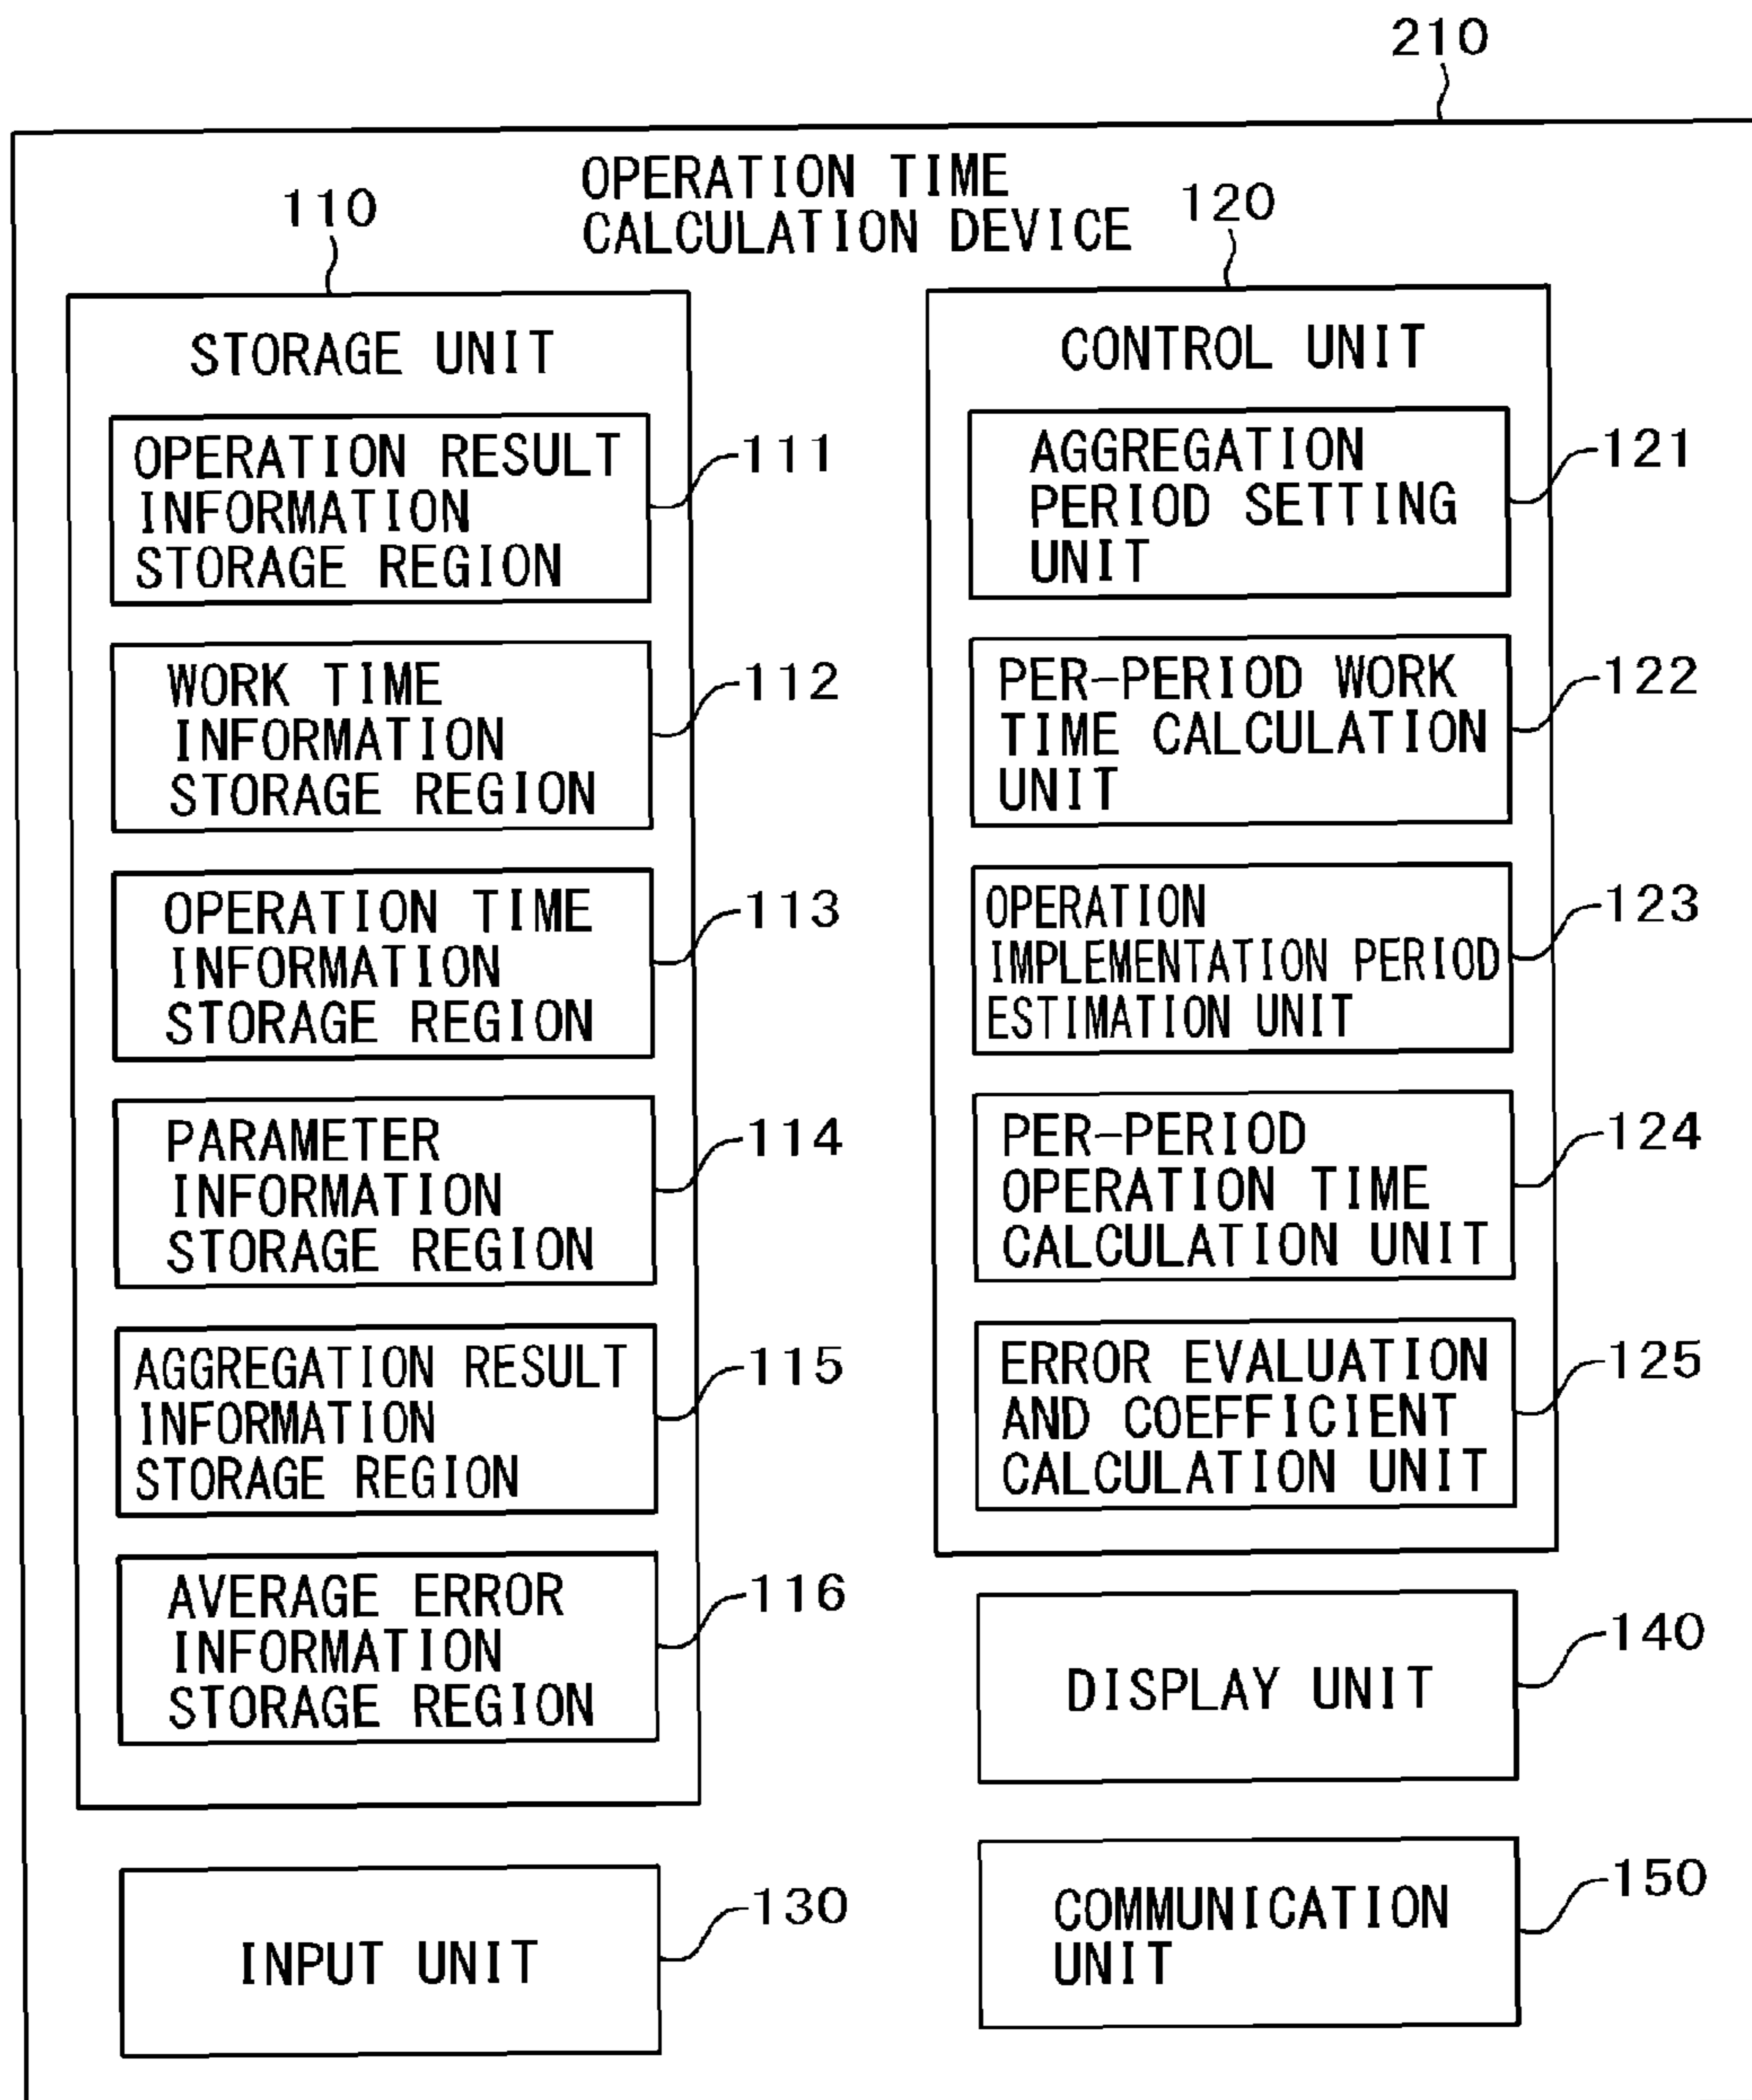 210
OPERATION TIME
CALCULATION DEVICE
110
STORAGE UNIT
OPERATION RESULT
INFORMATION
STORAGE REGION
111
WORK TIME
INFORMATION
STORAGE REGION
112
OPERATION TIME
INFORMATION
STORAGE REGION
113
PARAMETER
INFORMATION
STORAGE REGION
114
AGGREGATION RESULT
INFORMATION
STORAGE REGION
115
AVERAGE ERROR
INFORMATION
STORAGE REGION
116
INPUT UNIT
130
120
CONTROL UNIT
AGGREGATION
PERIOD SETTING
UNIT
121
PER-PERIOD WORK
TIME CALCULATION
UNIT
122
OPERATION
IMPLEMENTATION PERIOD
ESTIMATION UNIT
123
PER-PERIOD
OPERATION TIME
CALCULATION UNIT
124
ERROR EVALUATION
AND COEFFICIENT
CALCULATION UNIT
125
DISPLAY UNIT
140
COMMUNICATION
UNIT
150